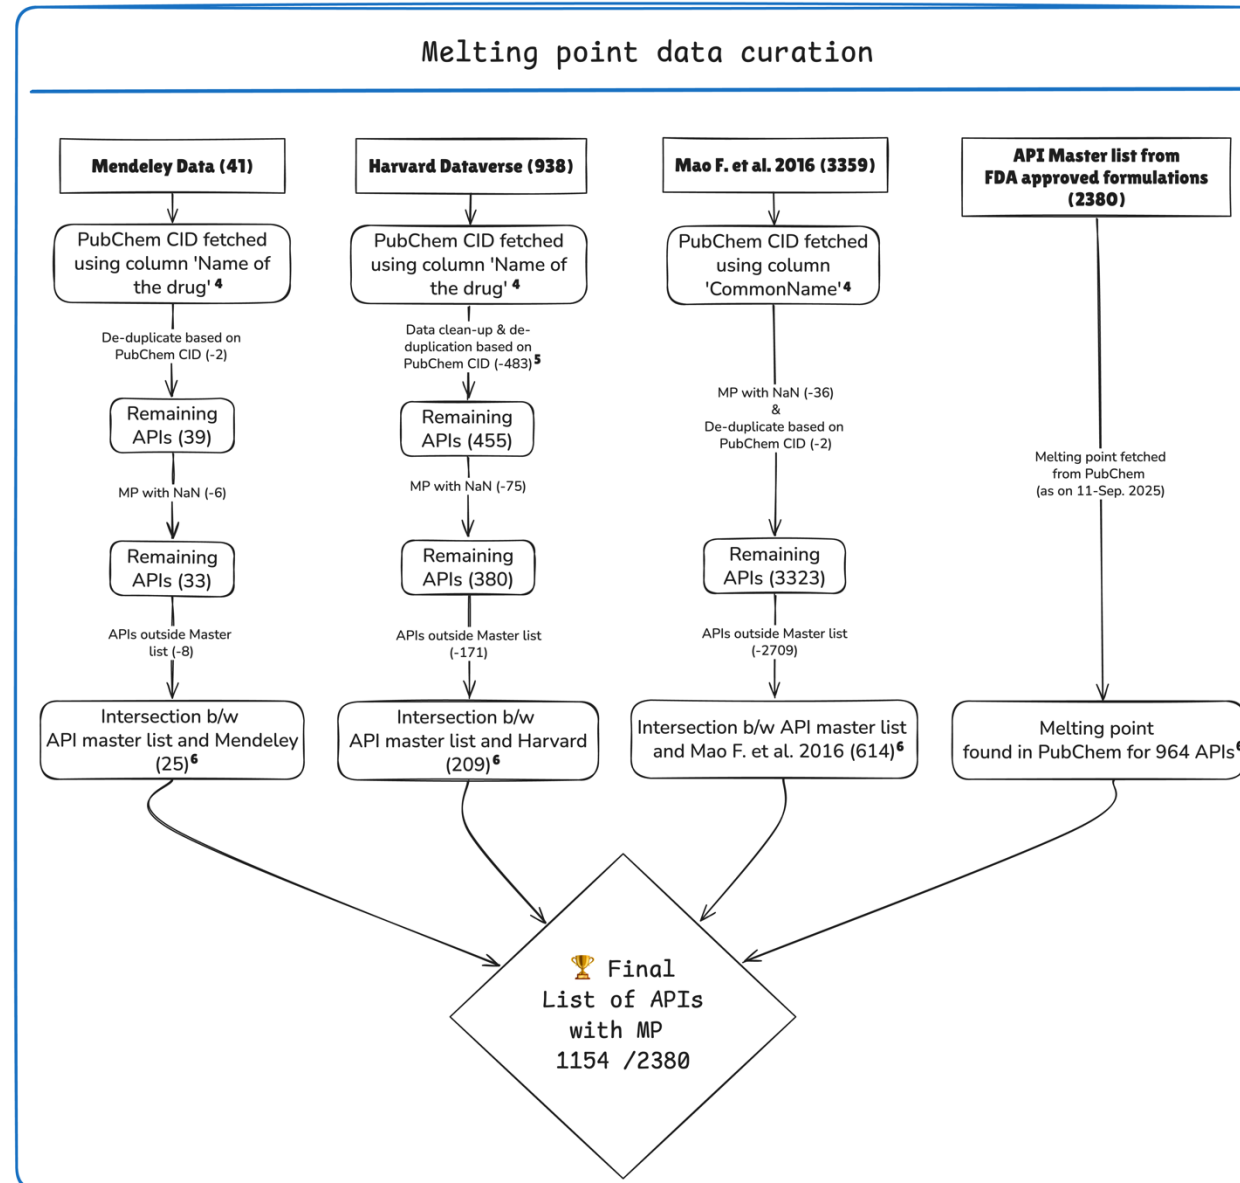 Melting point data curation
Mendeley Data (41)
PubChem CID fetched
using column 'Name of
the drug' 4
De-duplicate based on
PubChem CID (-2)
Remaining
APIs (39)
MP with NaN (-6)
Remaining
APIs (33)
APIs outside Master
list (-8)
Intersection b/w
API master list and Mendeley
(25)6
Harvard Dataverse (938)
PubChem CID fetched
using column 'Name of
the drug' 4
Data clean-up & de-
duplication based on
PubChem CID (-483)5
Remaining
APIs (455)
MP with NaN (-75)
Remaining
APIs (380)
APIs outside Master list
(-171)
Intersection b/w
API master list and Harvard
(209)6
Mao F. et al. 2016 (3359)
PubChem CID fetched
using column
'CommonName'4
MP with NaN (-36)
&
De-duplicate based on
PubChem CID (-2)
Remaining
APIs (3323)
APIs outside Master list
(-2709)
Intersection b/w API master list
and Mao F. et al. 2016 (614)6
API Master list from
FDA approved formulations
(2380)
Melting point fetched
from PubChem
(as on 11-Sep. 2025)
Melting point
found in PubChem for 964 APIs6
🏆 Final
List of APIs
with MP
1154 /2380